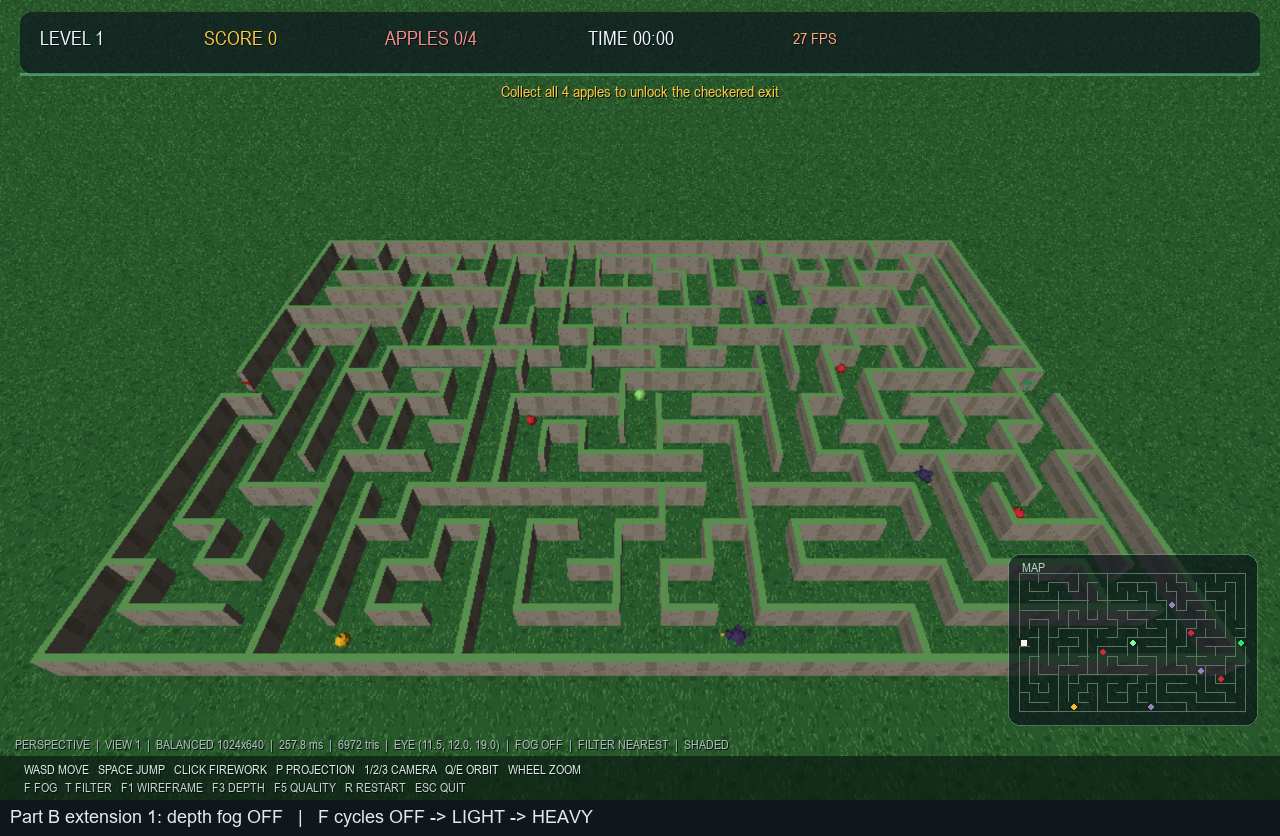 LEVEL 1 SCORE 0 APPLES 0/4 TIME 00:00 27 FPS
Collect all 4 apples to unlock the checkered exit
MAP
PERSPECTIVE | VIEW 1 | BALANCED 1024x640 | 257.8 ms | 6972 tris | EYE (11.5, 12.0, 19.0) | FOG OFF | FILTER NEAREST | SHADED
WASD MOVE SPACE JUMP CLICK FIREWORK P PROJECTION 1/2/3 CAMERA Q/E ORBIT WHEEL ZOOM
F FOG T FILTER F1 WIREFRAME F3 DEPTH F5 QUALITY R RESTART ESC QUIT
Part B extension 1: depth fog OFF | F cycles OFF -> LIGHT -> HEAVY